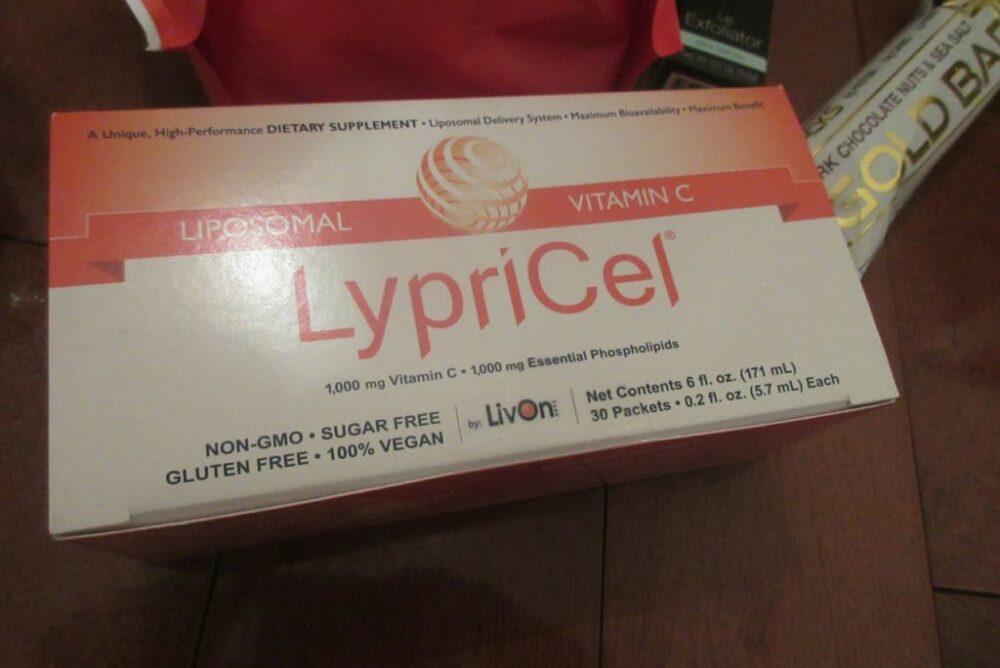 Lip
Exfoliator
RK CHOCOLATE NUTS & SEA SALT
GOLD BA
A Unique, High-Performance DIETARY SUPPLEMENT • Liposomal Delivery System • Maximum Bioavailability • Maximum Benefit
LIPOSOMAL
VITAMIN C
LypriCel®
1,000 mg Vitamin C • 1,000 mg Essential Phospholipids
NON-GMO • SUGAR FREE
GLUTEN FREE • 100% VEGAN
by: LivOn
Net Contents 6 fl. oz. (171 mL)
30 Packets • 0.2 fl. oz. (5.7 mL) Each